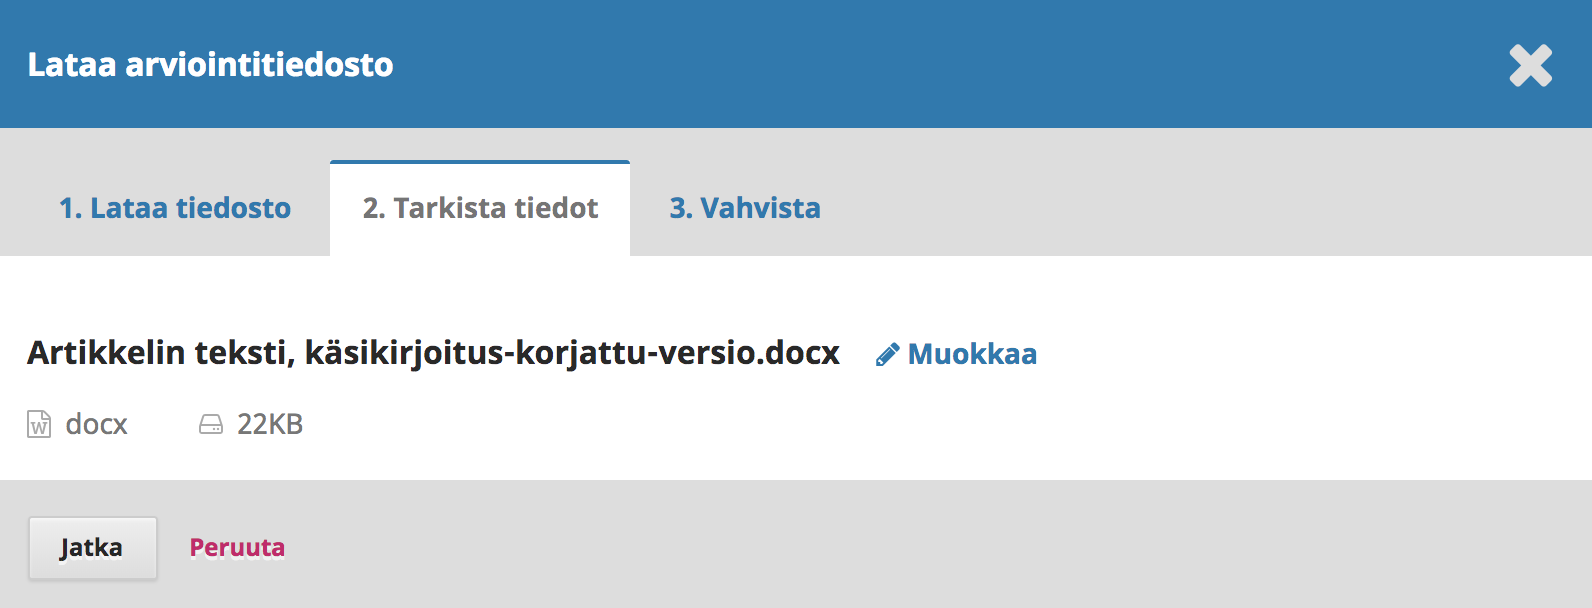 Lataa arviointitiedosto
1. Lataa tiedosto 2. Tarkista tiedot 3. Vahvista
Artikkelin teksti, käsikirjoitus-korjattu-versio.docx Muokkaa
W docx 22KB
Jatka Peruuta